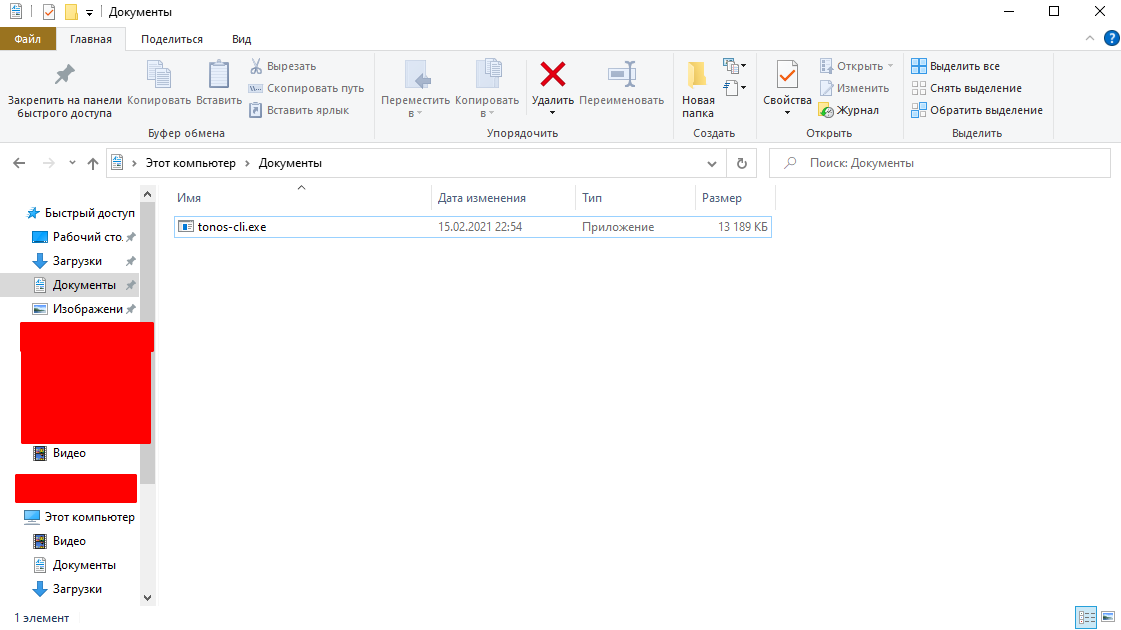 Документы
Файл
Главная
Поделиться
Вид
?
Закрепить на панели
быстрого доступа
Копировать
Вставить
Вырезать
Скопировать путь
Вставить ярлык
Буфер обмена
Переместить
в
Копировать
в
Удалить
Переименовать
Упорядочить
Новая
папка
Создать
Свойства
Открыть
Изменить
Журнал
Открыть
Выделить все
Снять выделение
Обратить выделение
Выделить
Этот компьютер
Документы
Поиск: Документы
Имя
Дата изменения
Тип
Размер
tonos-cli.exe
15.02.2021 22:54
Приложение
13 189 КБ
Быстрый доступ
Рабочий сто.
Загрузки
Документы
Изображени
Видео
Этот компьютер
Видео
Документы
Загрузки
1 элемент